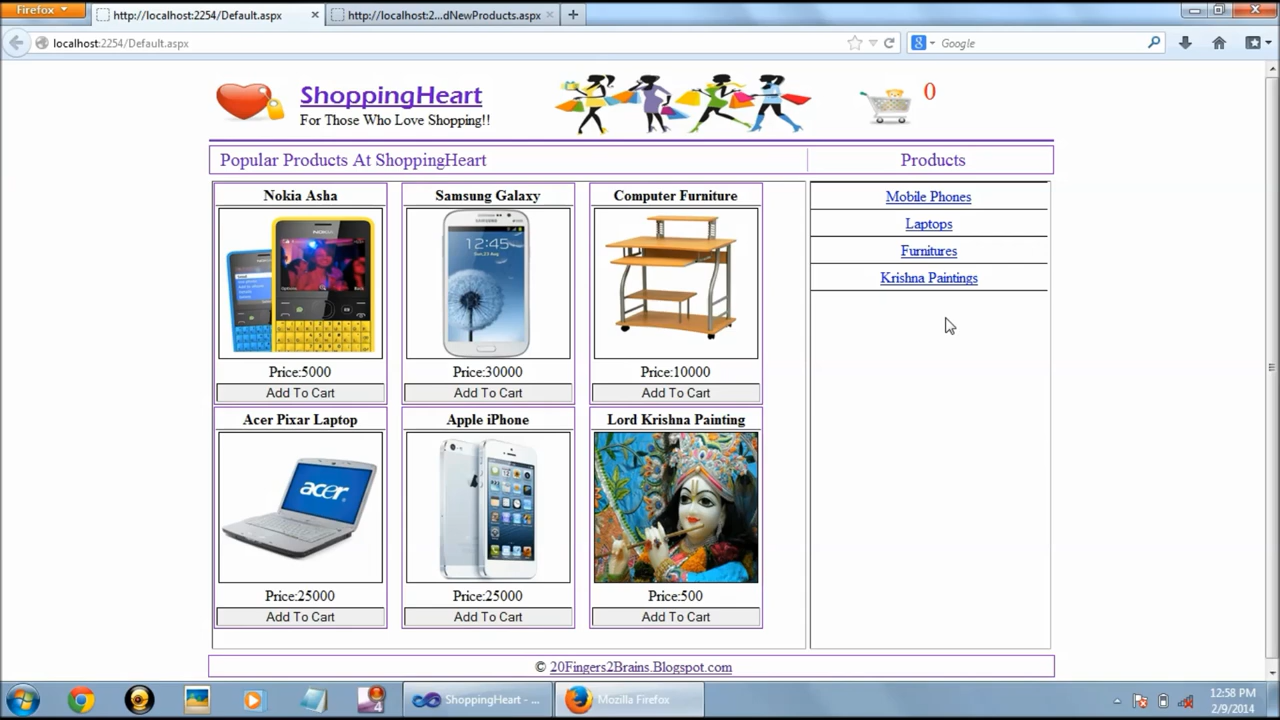 Firefox
http://localhost:2254/Default.aspx
http://localhost:2...dNewProducts.aspx
localhost:2254/Default.aspx
Google
ShoppingHeart
For Those Who Love Shopping!!
0
Popular Products At ShoppingHeart
Products
Nokia Asha
Samsung Galaxy
Computer Furniture
Mobile Phones
Laptops
Furnitures
Krishna Paintings
NOKIA
SAMSUNG
12:45
Price:5000
Price:30000
Price:10000
Add To Cart
Add To Cart
Add To Cart
Acer Pixar Laptop
Apple iPhone
Lord Krishna Painting
acer
Price:25000
Price:25000
Price:500
Add To Cart
Add To Cart
Add To Cart
© 20Fingers2Brains.Blogspot.com
ShoppingHeart - ...
Mozilla Firefox
12:58 PM
2/9/2014